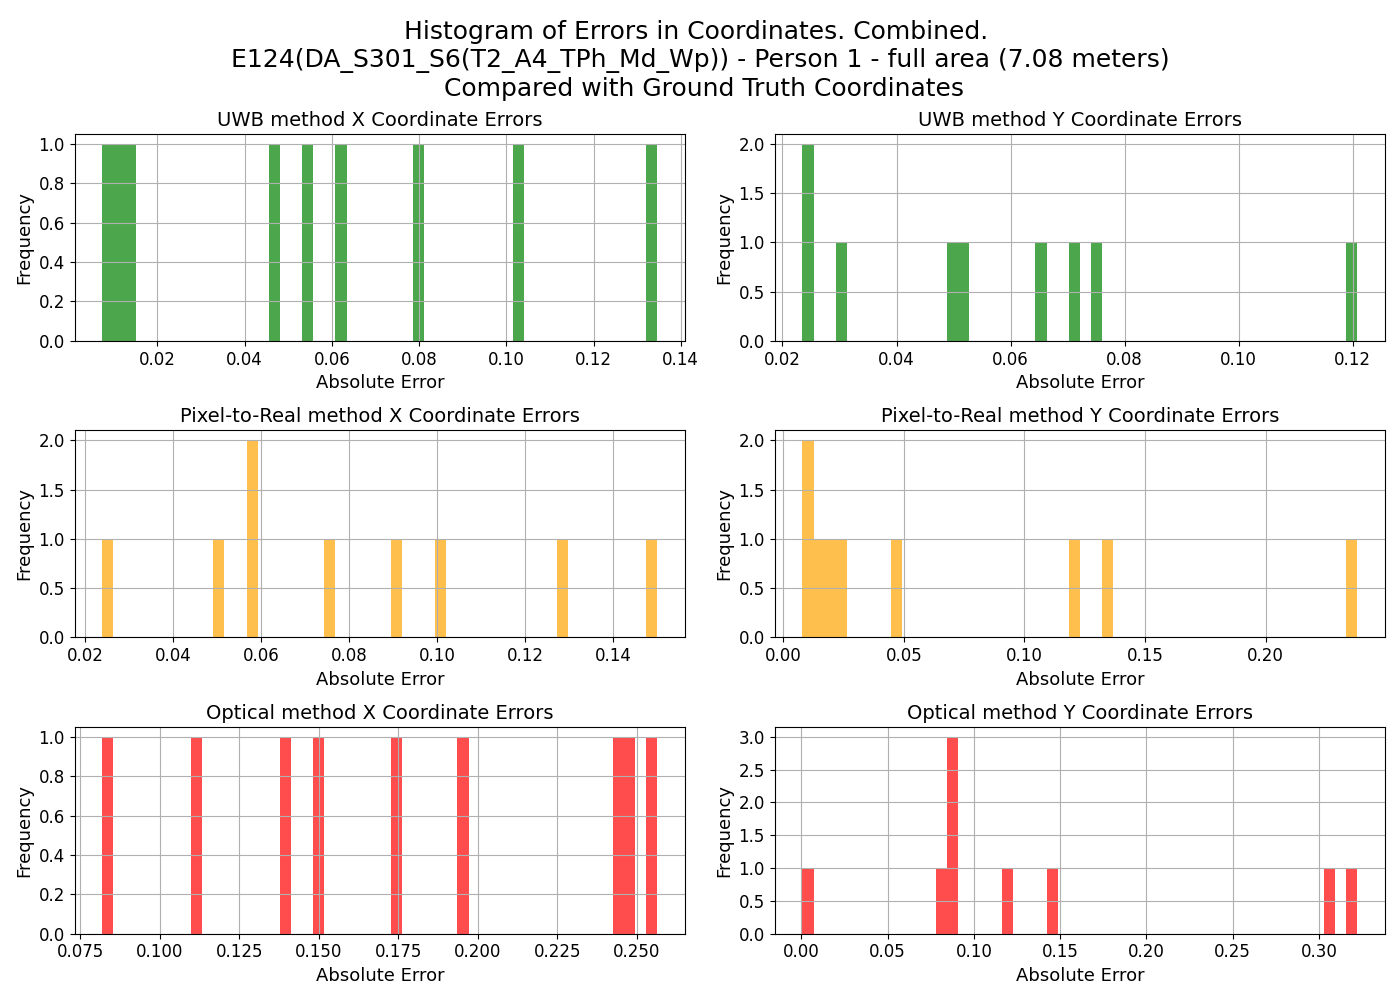 Histogram of Errors in Coordinates. Combined.
E124(DA_S301_S6(T2_A4_TPh_Md_Wp)) - Person 1 - full area (7.08 meters)
Compared with Ground Truth Coordinates
UWB method X Coordinate Errors
Frequency
1.0
0.8
0.6
0.4
0.2
0.0
0.02 0.04 0.06 0.08 0.10 0.12 0.14
Absolute Error
UWB method Y Coordinate Errors
Frequency
2.0
1.5
1.0
0.5
0.0
0.02 0.04 0.06 0.08 0.10 0.12
Absolute Error
Pixel-to-Real method X Coordinate Errors
Frequency
2.0
1.5
1.0
0.5
0.0
0.02 0.04 0.06 0.08 0.10 0.12 0.14
Absolute Error
Pixel-to-Real method Y Coordinate Errors
Frequency
2.0
1.5
1.0
0.5
0.0
0.00 0.05 0.10 0.15 0.20
Absolute Error
Optical method X Coordinate Errors
Frequency
1.0
0.8
0.6
0.4
0.2
0.0
0.075 0.100 0.125 0.150 0.175 0.200 0.225 0.250
Absolute Error
Optical method Y Coordinate Errors
Frequency
3.0
2.5
2.0
1.5
1.0
0.5
0.0
0.00 0.05 0.10 0.15 0.20 0.25 0.30
Absolute Error